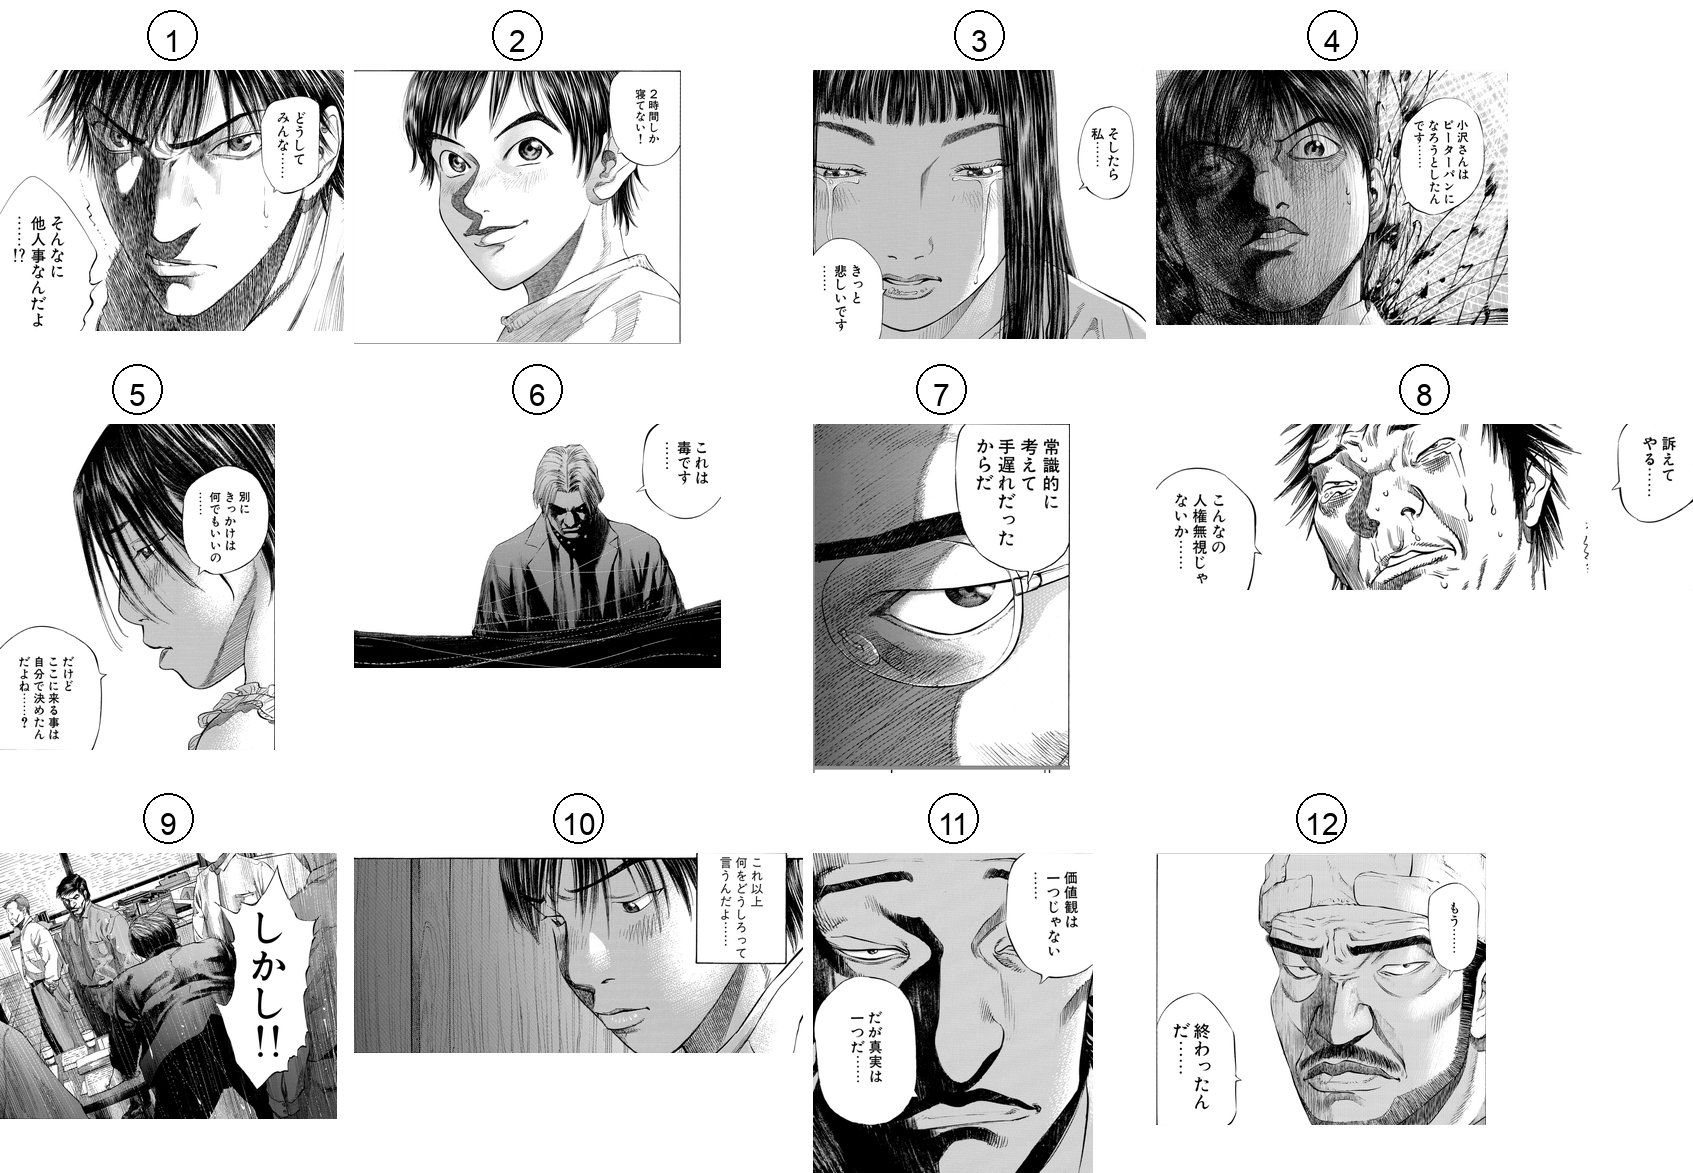 1
どうして
みんな……
そんなに
他人事なんだよ
……!?
2
2時間しか
寝てない!
3
そしたら
私……
きっと
悲しいです
……
4
小沢さんは
ピーターパンに
なろうとしたん
です……
5
別に
きっかけは
何でもいいの
……
だけど
ここに来る事は
自分で決めたん
だよね……?
6
これは
毒です
……
7
常識的に
考えて
手遅れだった
からだ
8
訴えて
やる……
こんなの
人権無視じゃ
ないか……
9
しかし!!
10
これ以上
何をどうしろって
言うんだよ……
11
価値観は
一つじゃない
……
だが真実は
一つだ……
12
もう……
終わったん
だ……